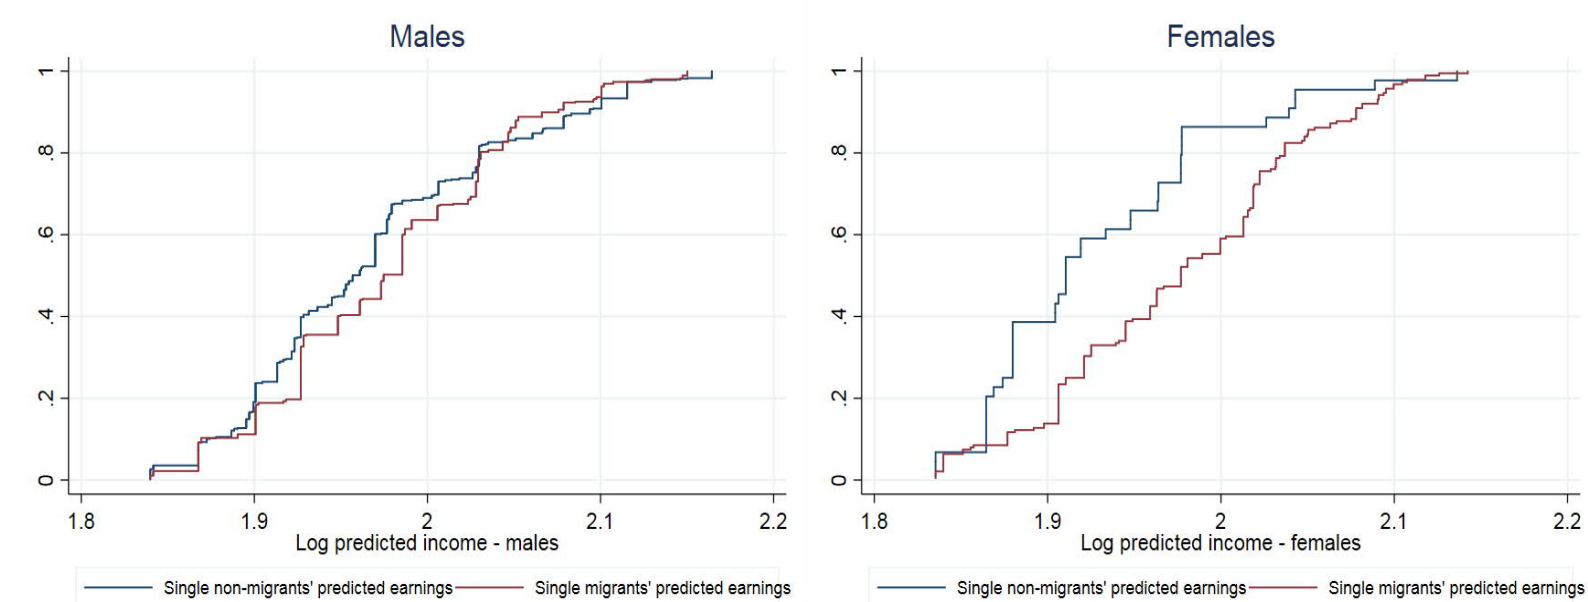 Males
1
.8
.6
.4
.2
0
1.8 1.9 2 2.1 2.2
Log predicted income - males
Single non-migrants' predicted earnings Single migrants' predicted earnings
Females
1
.8
.6
.4
.2
0
1.8 1.9 2 2.1 2.2
Log predicted income - females
Single non-migrants' predicted earnings Single migrants' predicted earnings